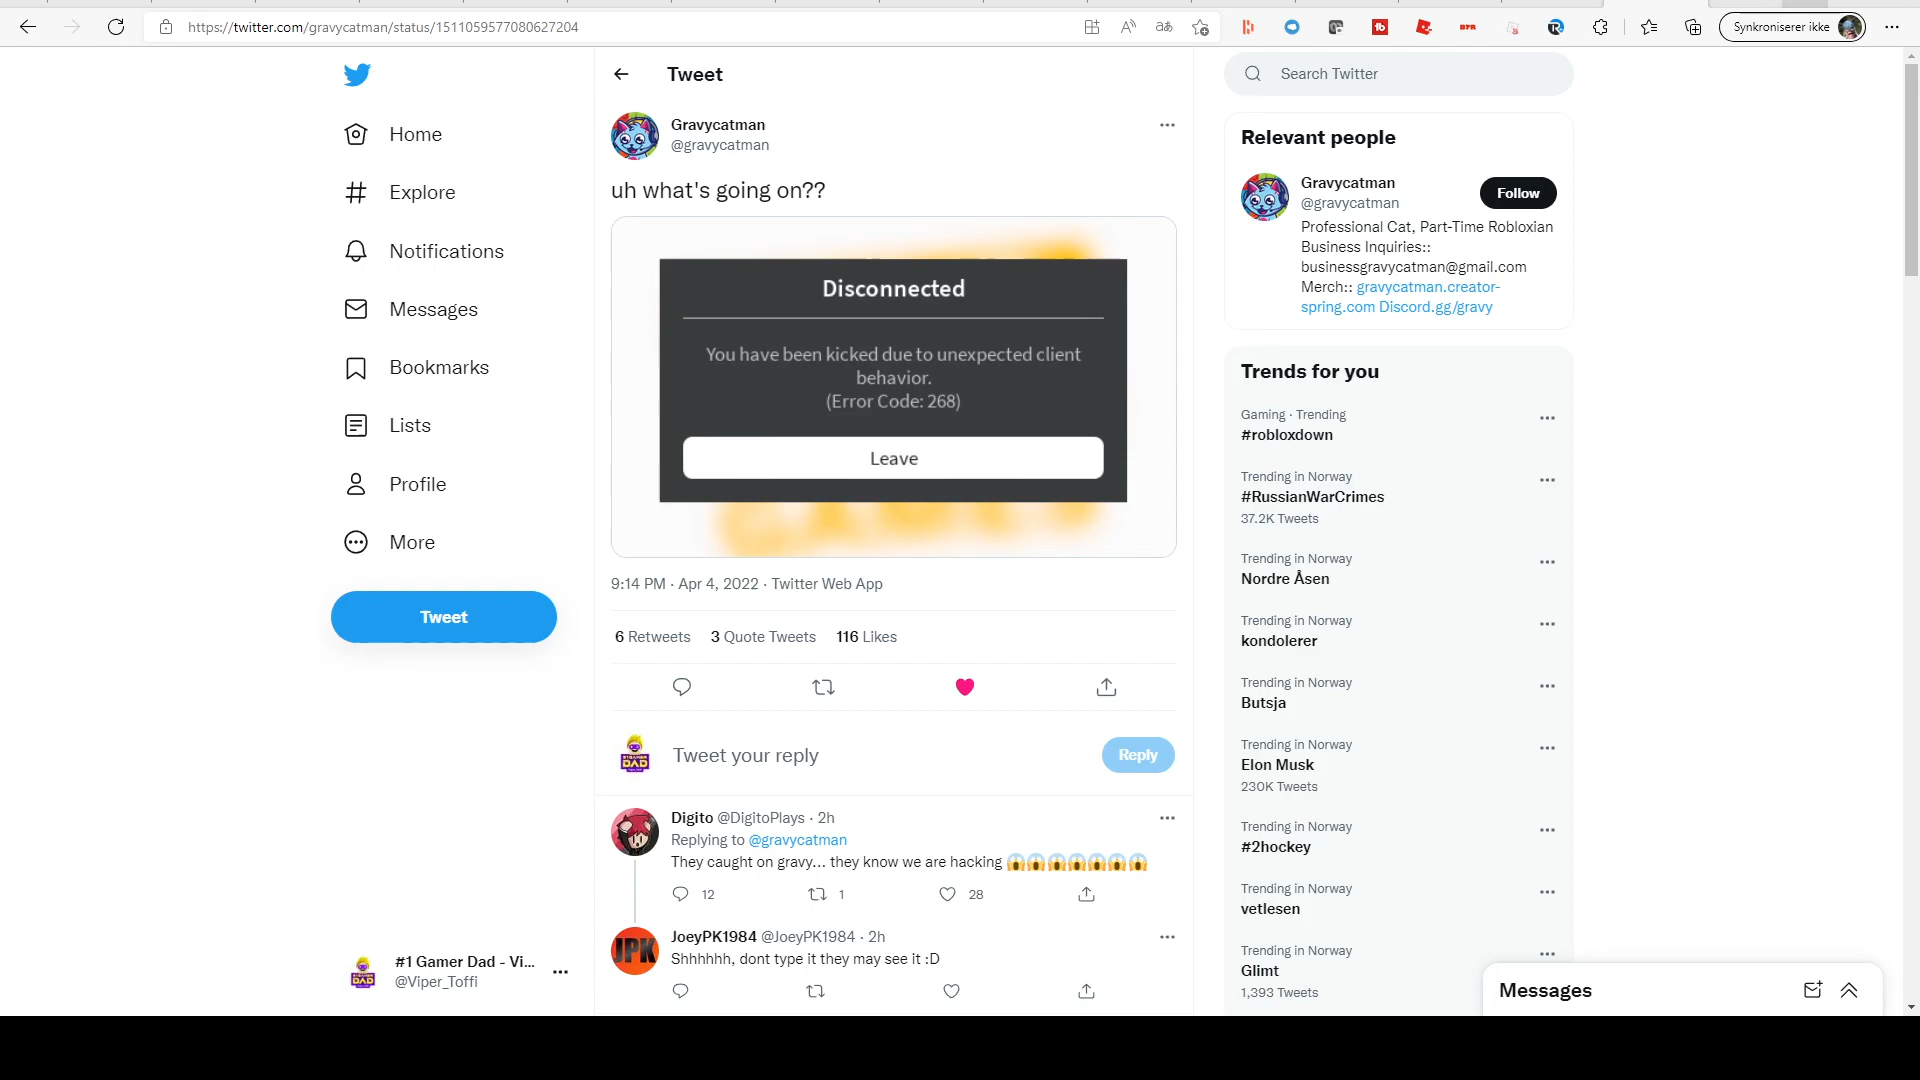 https://twitter.com/gravycatman/status/1511059577080627204
Synkroniserer ikke
Home
Explore
Notifications
Messages
Bookmarks
Lists
Profile
More
Tweet
#1 Gamer Dad - Vi...
@Viper_Toffi
Tweet
Gravycatman
@gravycatman
uh what's going on??
Disconnected
You have been kicked due to unexpected client
behavior.
(Error Code: 268)
Leave
9:14 PM · Apr 4, 2022 · Twitter Web App
6 Retweets 3 Quote Tweets 116 Likes
Tweet your reply
Reply
Digito @DigitoPlays · 2h
Replying to @gravycatman
They caught on gravy... they know we are hacking 😱😱😱😱😱😱😱
12 1 28
JPK
JoeyPK1984 @JoeyPK1984 · 2h
Shhhhhh, dont type it they may see it :D
Search Twitter
Relevant people
Gravycatman
@gravycatman
Follow
Professional Cat, Part-Time Robloxian
Business Inquiries::
businessgravycatman@gmail.com
Merch:: gravycatman.creator-
spring.com Discord.gg/gravy
Trends for you
Gaming · Trending
#robloxdown
Trending in Norway
#RussianWarCrimes
37.2K Tweets
Trending in Norway
Nordre Åsen
Trending in Norway
kondolerer
Trending in Norway
Butsja
Trending in Norway
Elon Musk
230K Tweets
Trending in Norway
#2hockey
Trending in Norway
vetlesen
Trending in Norway
Glimt
1,393 Tweets
Messages